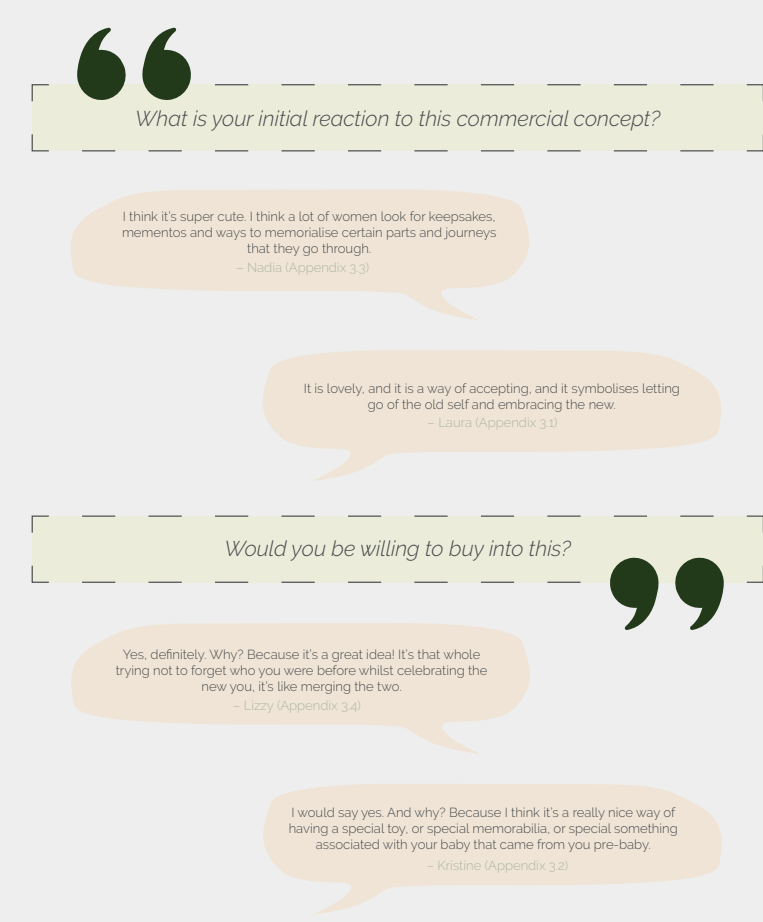 What is your initial reaction to this commercial concept?
I think it's super cute. I think a lot of women look for keepsakes,
mementos and ways to memorialise certain parts and journeys
that they go through.
– Nadia (Appendix 3.3)
It is lovely, and it is a way of accepting, and it symbolises letting
go of the old self and embracing the new.
– Laura (Appendix 3.1)
Would you be willing to buy into this?
Yes, definitely. Why? Because it's a great idea! It's that whole
trying not to forget who you were before whilst celebrating the
new you, it's like merging the two.
– Lizzy (Appendix 3.4)
I would say yes. And why? Because I think it's a really nice way of
having a special toy, or special memorabilia, or special something
associated with your baby that came from you pre-baby.
– Kristine (Appendix 3.2)